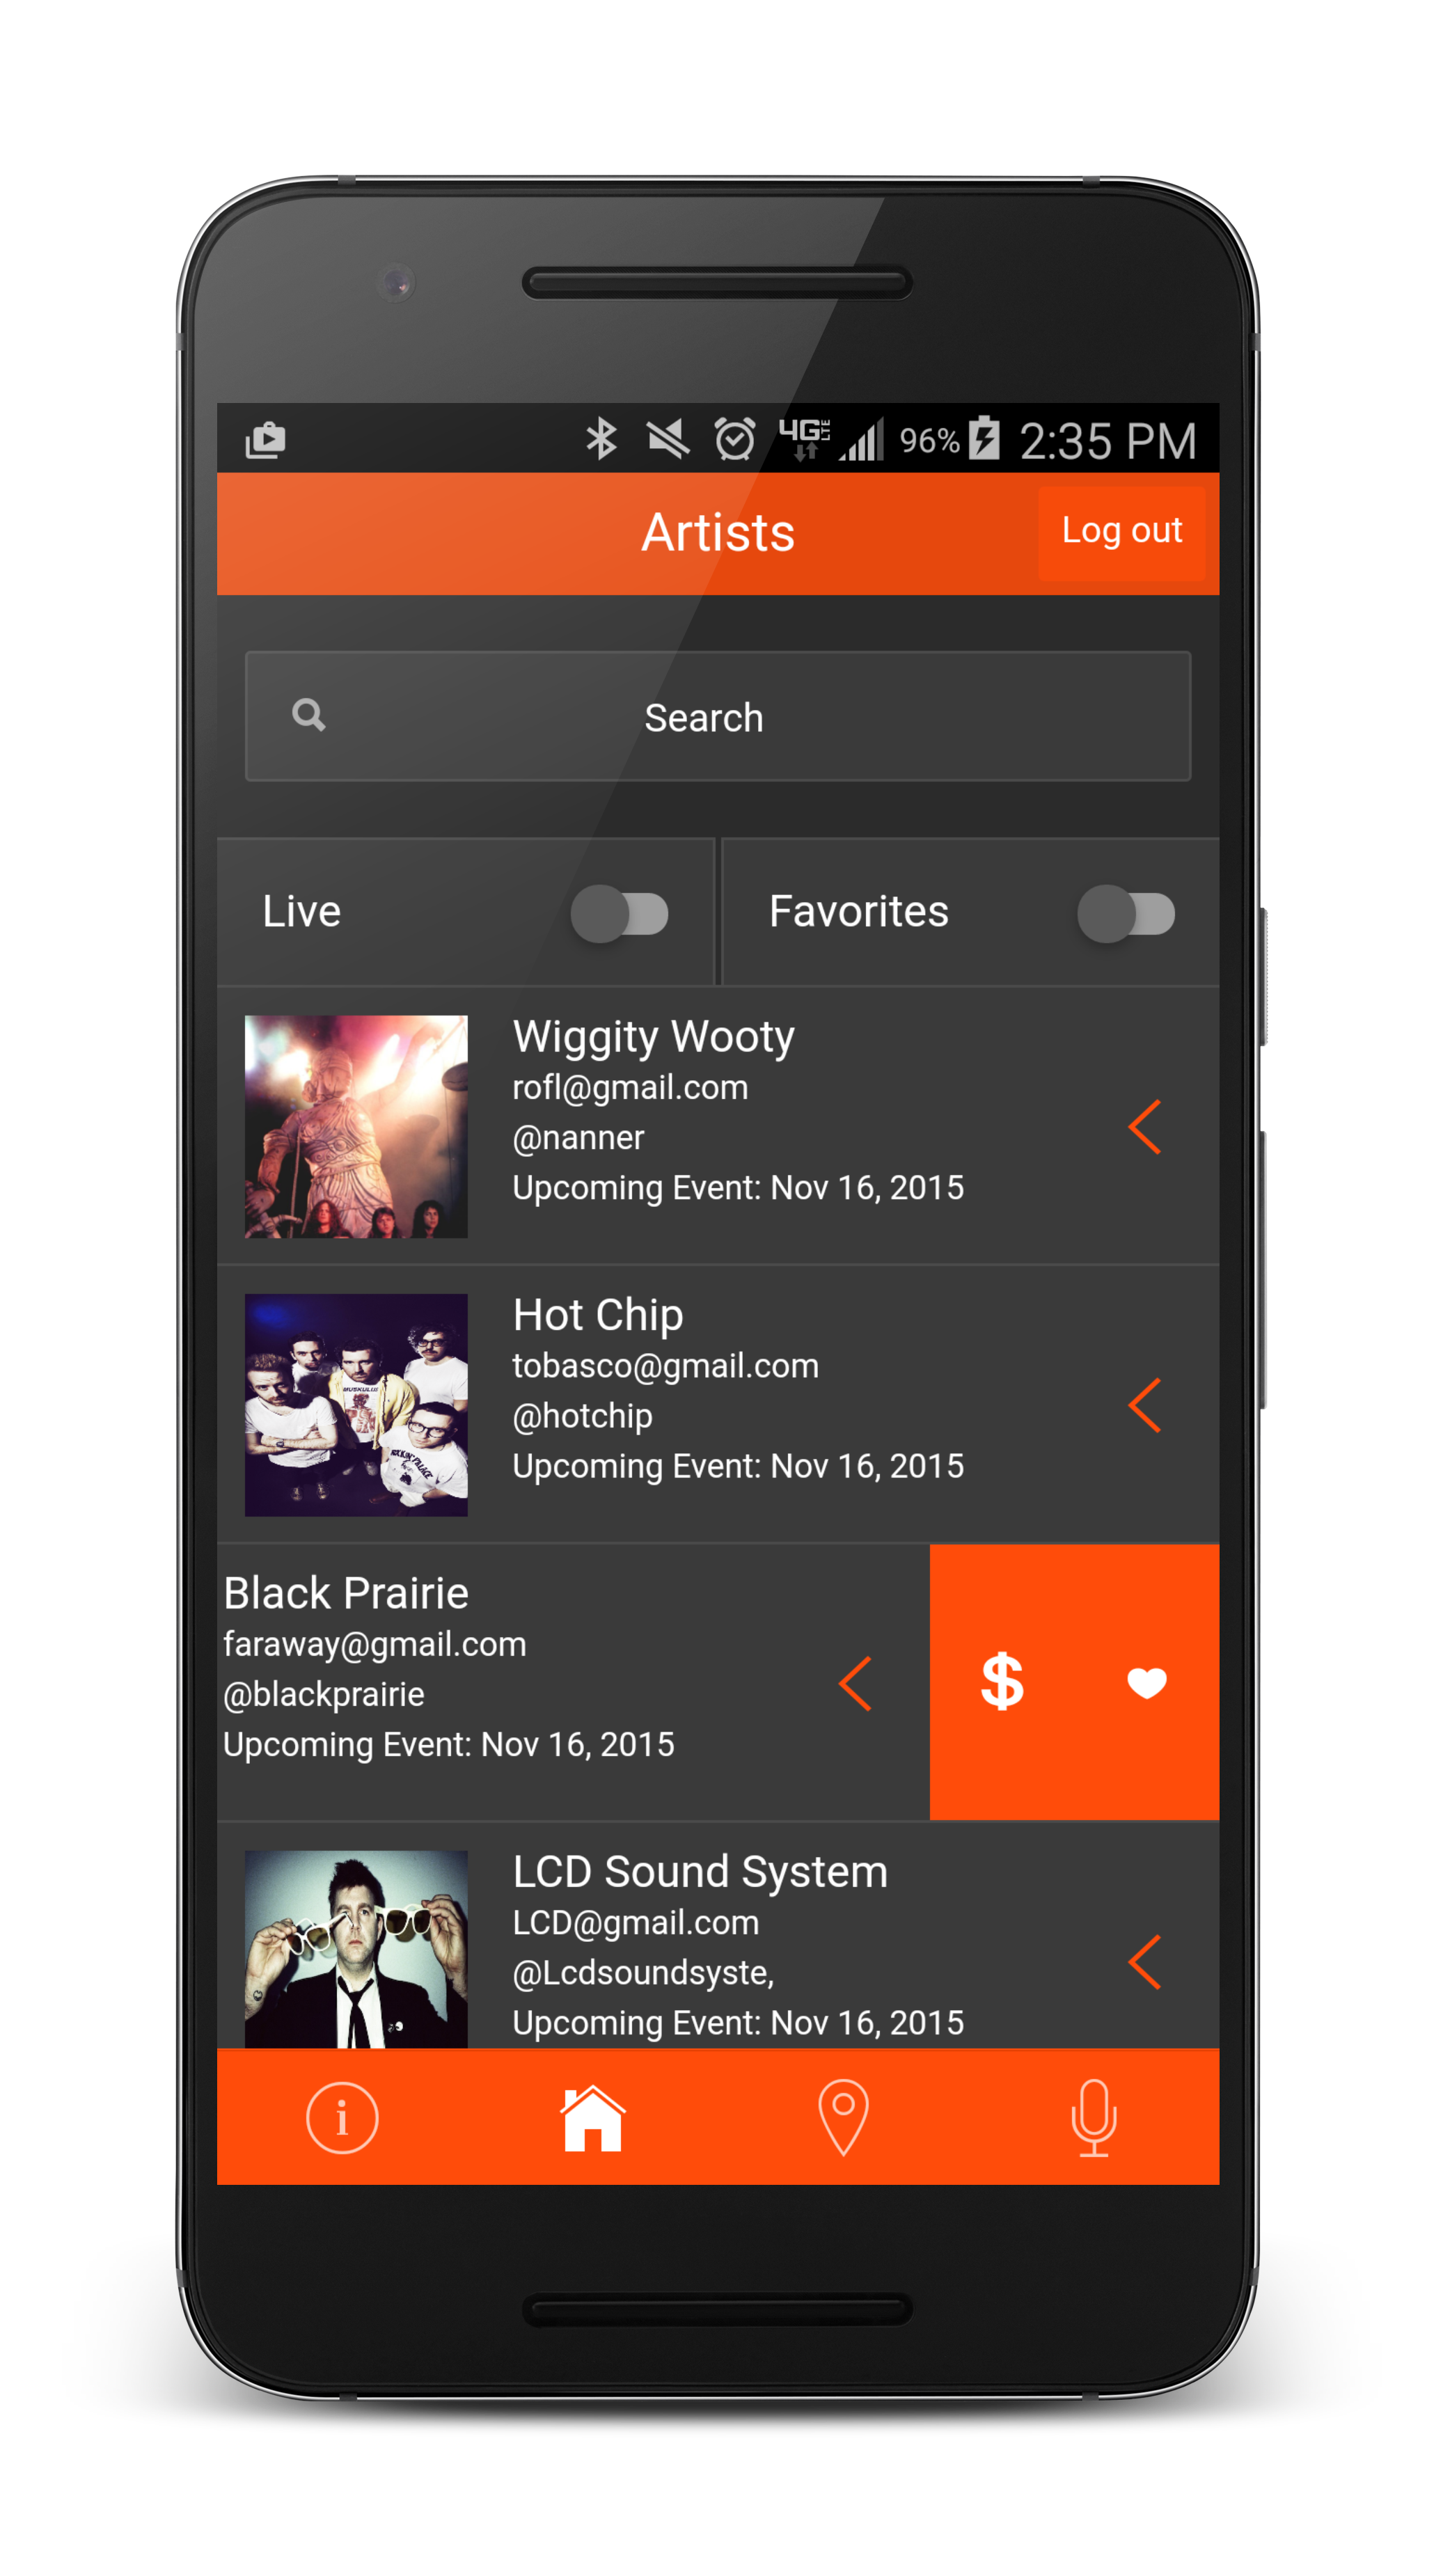 4G LTE 96% 2:35 PM
Artists
Log out
Search
Live
Favorites
Wiggity Wooty
rofl@gmail.com
@nanner
Upcoming Event: Nov 16, 2015
MUSKULUS
Hot Chip
tobasco@gmail.com
@hotchip
Upcoming Event: Nov 16, 2015
Black Prairie
faraway@gmail.com
@blackprairie
Upcoming Event: Nov 16, 2015
$
LCD Sound System
LCD@gmail.com
@Lcdsoundsyste,
Upcoming Event: Nov 16, 2015
i